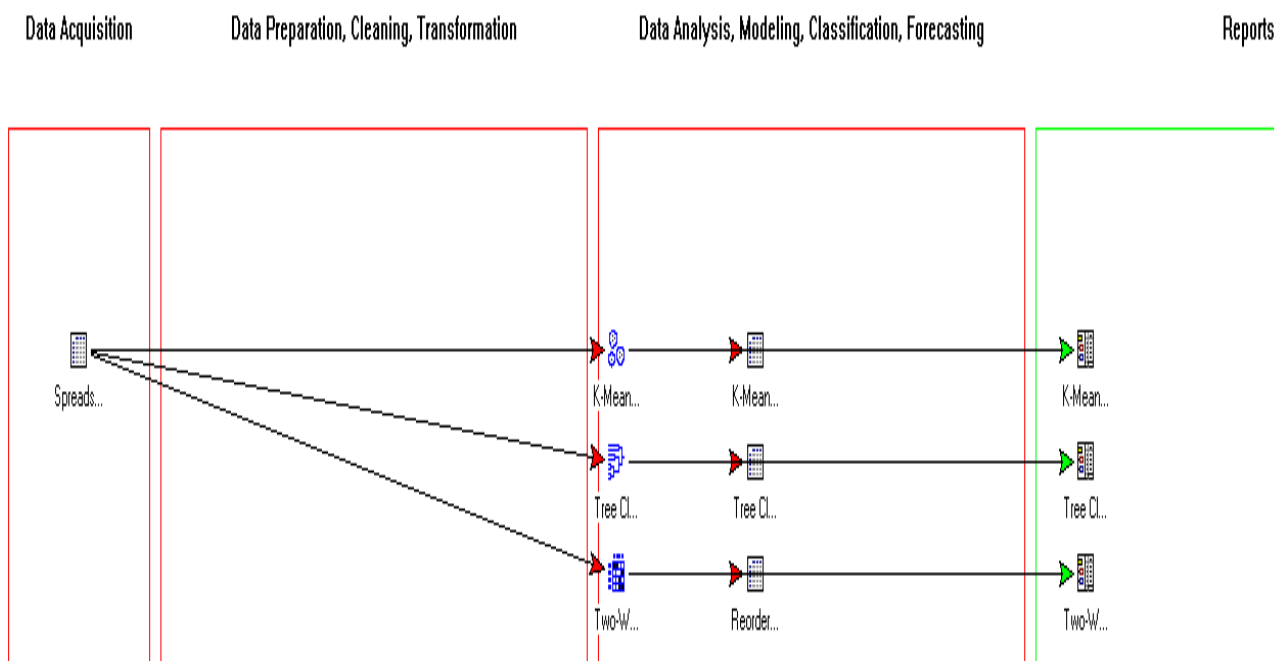 Data Acquisition
Data Preparation, Cleaning, Transformation
Data Analysis, Modeling, Classification, Forecasting
Reports
Spreads...
K-Mean...
K-Mean...
K-Mean...
Tree Cl...
Tree Cl...
Tree Cl...
Two-W...
Reorder...
Two-W...